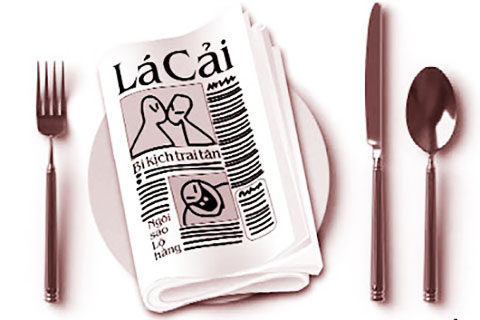 Lá Cải
Bi kịch trai tân
Ngôi
sao
Lộ
hàng